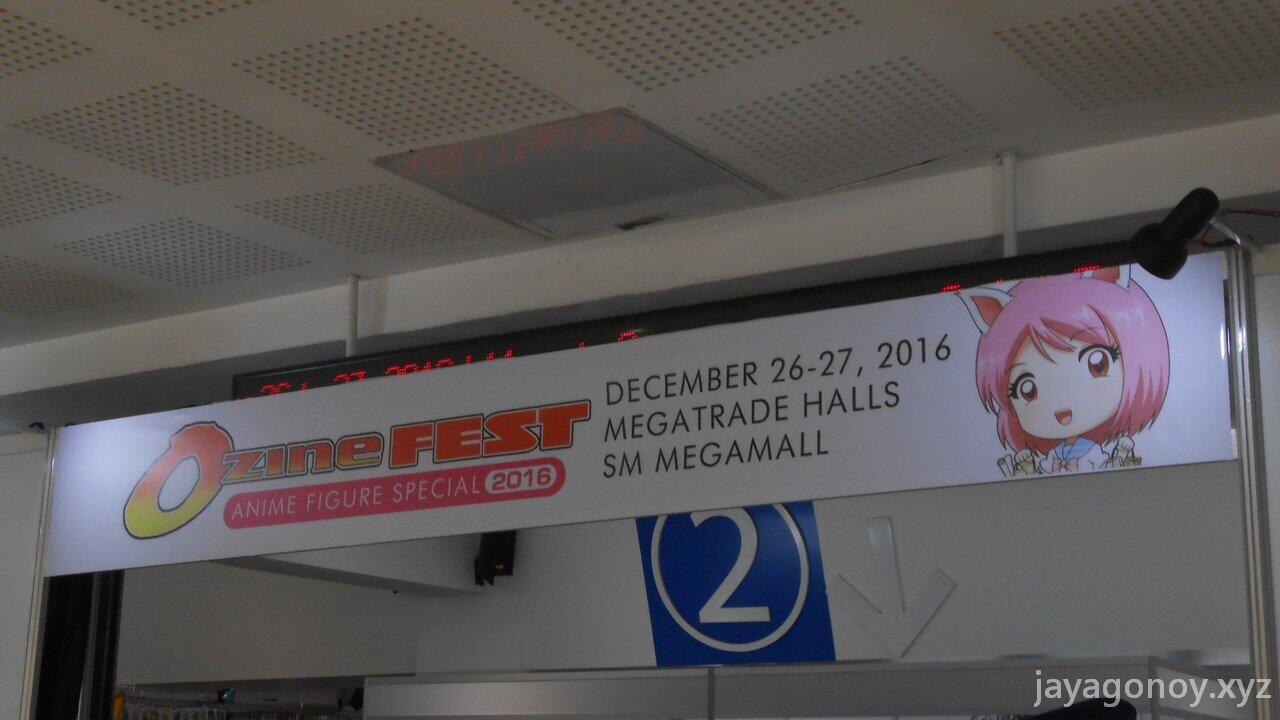 OzineFEST
ANIME FIGURE SPECIAL 2016
DECEMBER 26-27, 2016
MEGATRADE HALLS
SM MEGAMALL
2
jayagonoy.xyz